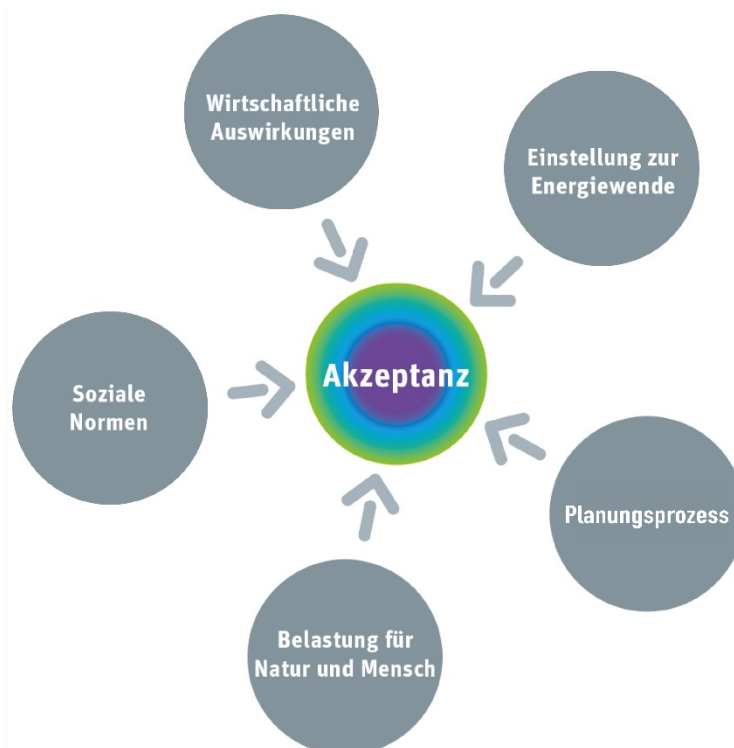 Wirtschaftliche
Auswirkungen
Einstellung zur
Energiewende
Akzeptanz
Soziale
Normen
Planungsprozess
Belastung für
Natur und Mensch